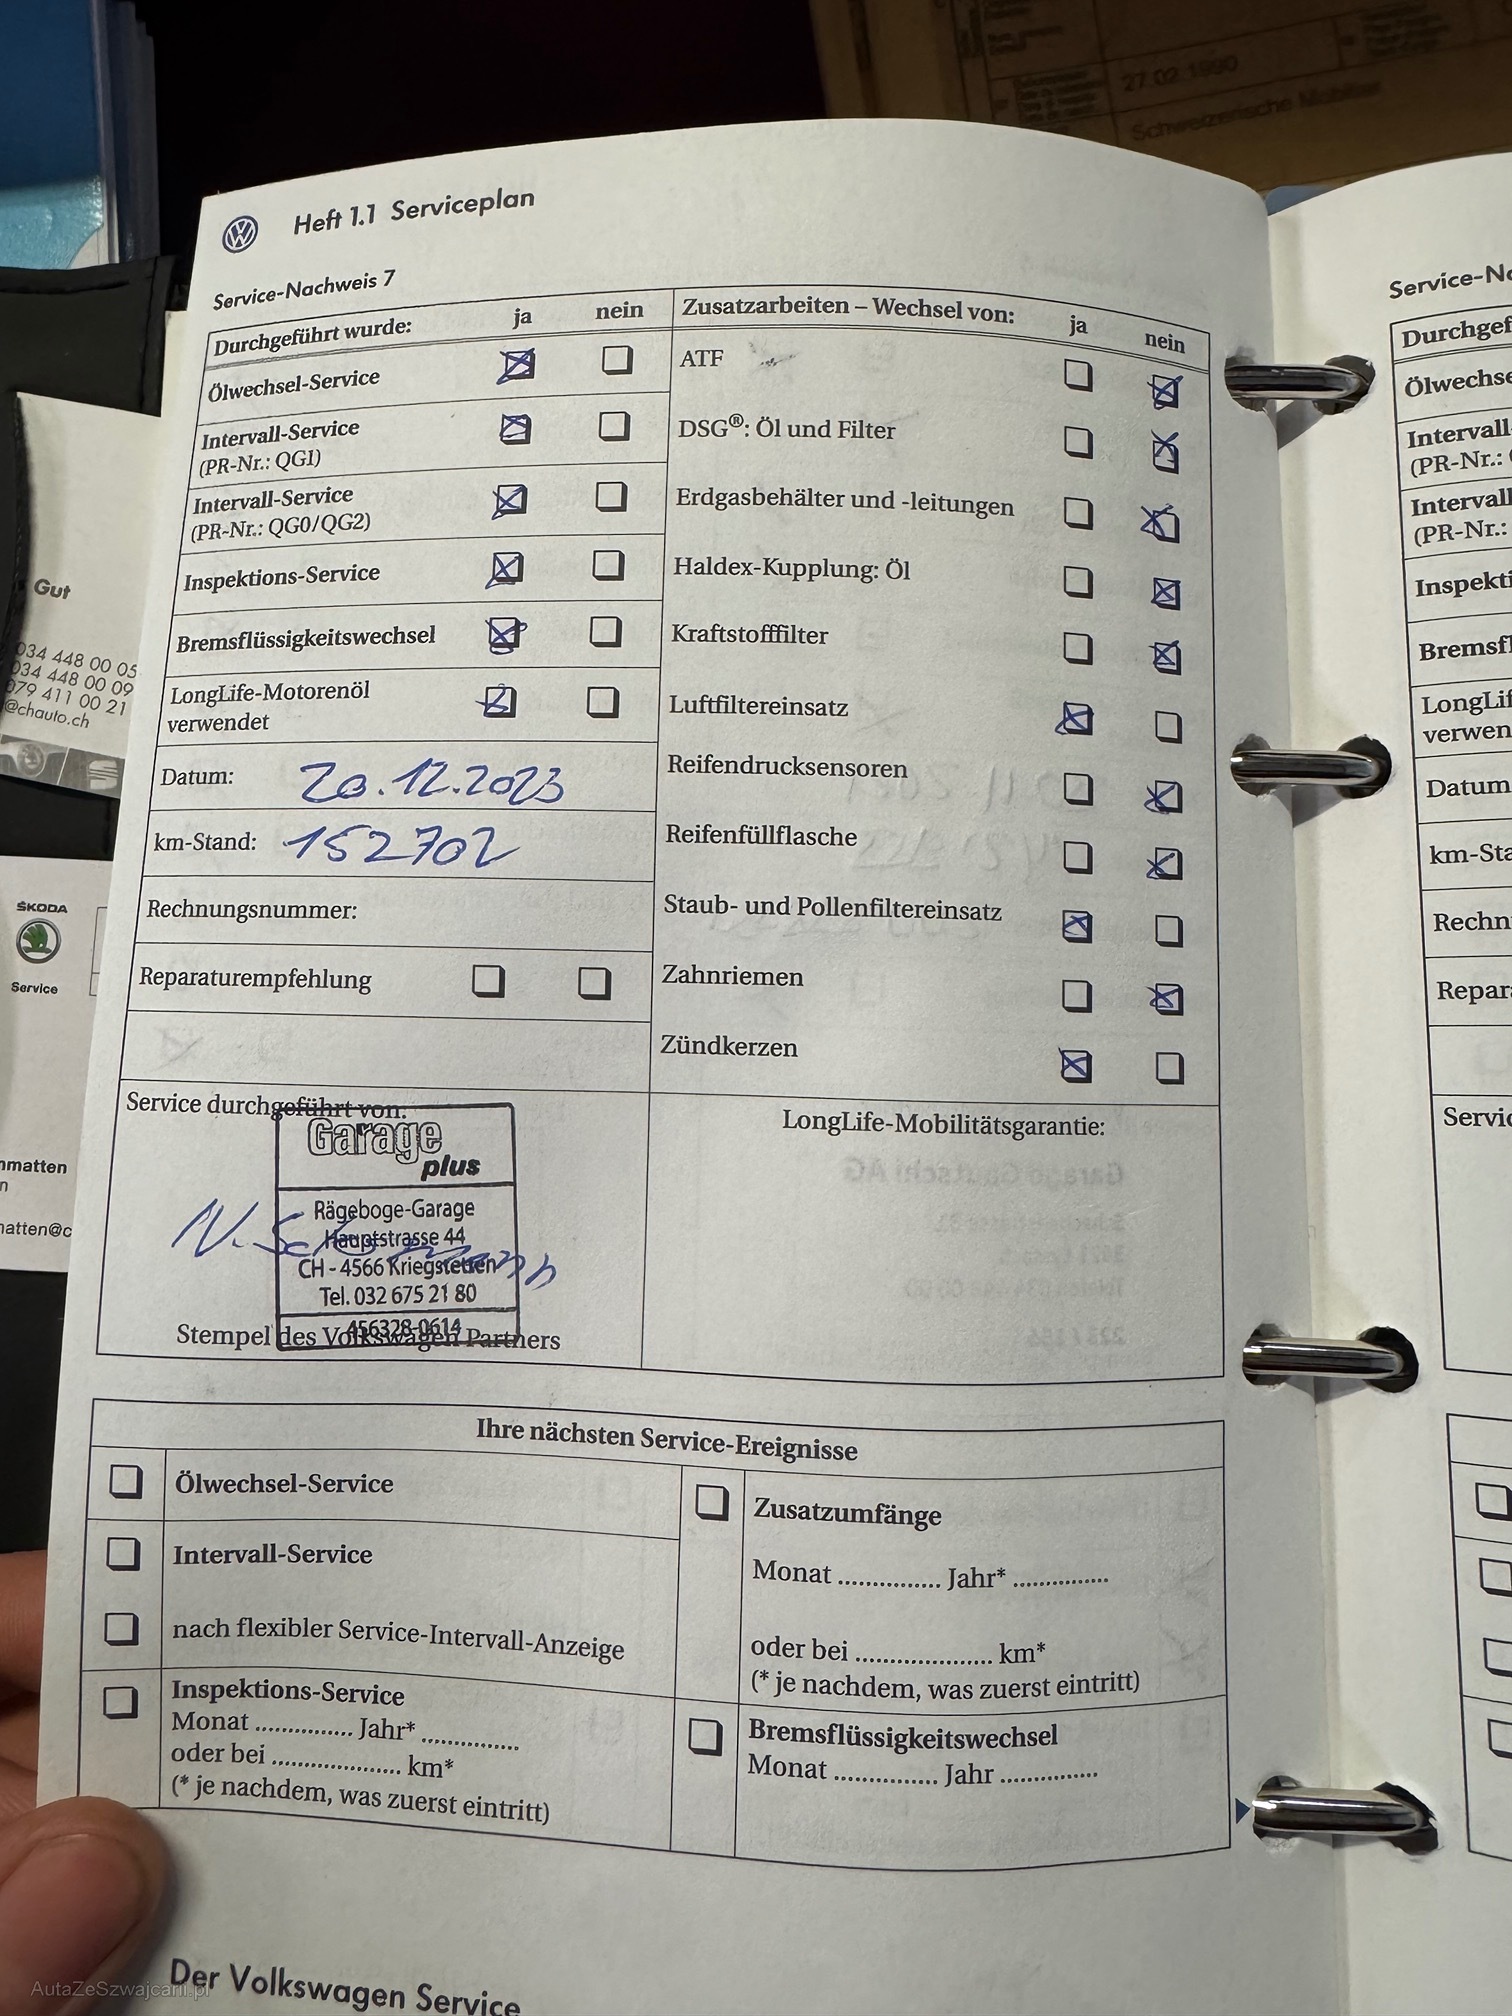 27.02.1990
Schweizerische Mobiliar
Heft 1.1 Serviceplan
Service-Nachweis 7
Durchgeführt wurde: ja nein
Ölwechsel-Service
Intervall-Service
(PR-Nr.: QG1)
Intervall-Service
(PR-Nr.: QG0/QG2)
Inspektions-Service
Bremsflüssigkeitswechsel
LongLife-Motorenöl
verwendet
Datum: 20.12.2023
km-Stand: 152702
Rechnungsnummer:
Reparaturempfehlung
Zusatzarbeiten – Wechsel von: ja nein
ATF
DSG®: Öl und Filter
Erdgasbehälter und -leitungen
Haldex-Kupplung: Öl
Kraftstofffilter
Luftfiltereinsatz
Reifendrucksensoren
Reifenfüllflasche
Staub- und Pollenfiltereinsatz
Zahnriemen
Zündkerzen
Service durchgeführt von:
Garage
plus
Rägeboge-Garage
Hauptstrasse 44
CH - 4566 Kriegstetten
Tel. 032 675 21 80
456328-0614
Stempel des Volkswagen Partners
LongLife-Mobilitätsgarantie:
Ihre nächsten Service-Ereignisse
Ölwechsel-Service
Intervall-Service
nach flexibler Service-Intervall-Anzeige
Inspektions-Service
Monat ............... Jahr* ...............
oder bei .................... km*
(* je nachdem, was zuerst eintritt)
Zusatzumfänge
Monat ............... Jahr* ..............
oder bei ..................... km*
(* je nachdem, was zuerst eintritt)
Bremsflüssigkeitswechsel
Monat ............... Jahr ..............
Der Volkswagen Service
Gut
034 448 00 05
034 448 00 09
079 411 00 21
@chauto.ch
ŠKODA
Service
Service-N
Durchgef
Ölwechse
Intervall-
(PR-Nr.:
Intervall
(PR-Nr.:
Inspekti
Bremsfl
LongLif
verwen
Datum
km-Sta
Rechn
Repar
Servic
AutaZeSzwajcarii.pl